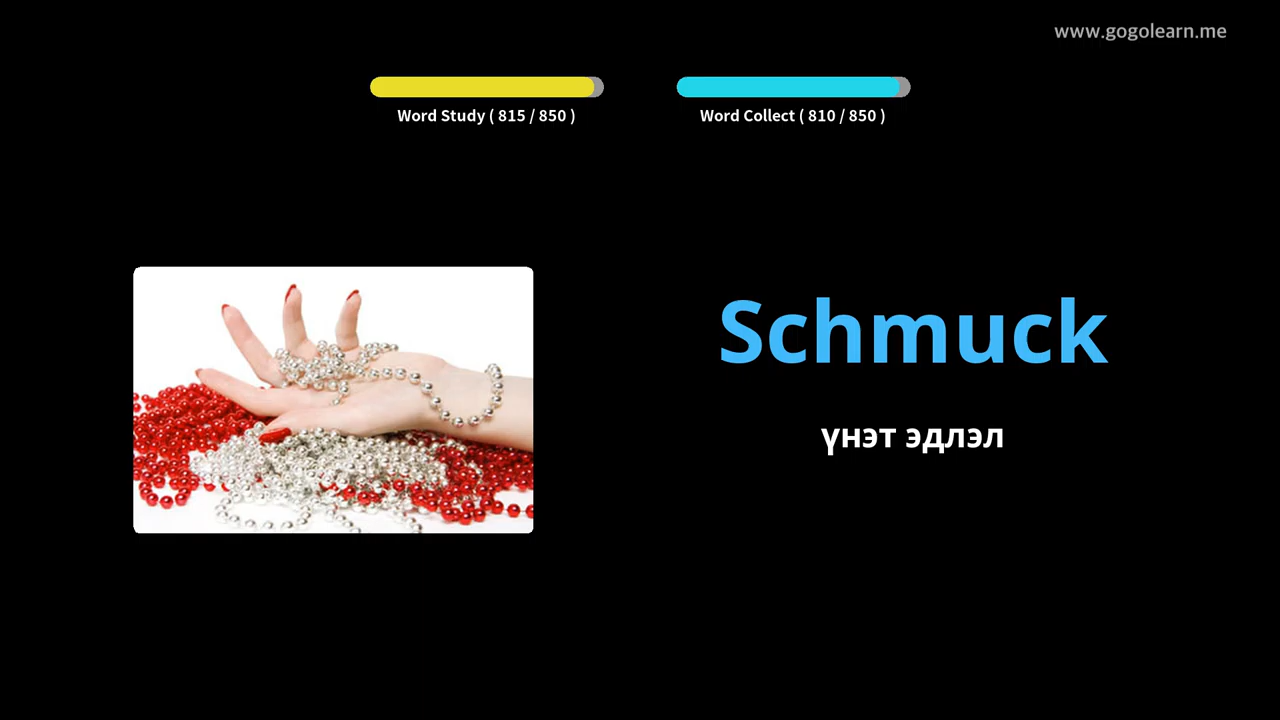 www.gogolearn.me
Word Study ( 815 / 850 )
Word Collect ( 810 / 850 )
Schmuck
үнэт эдлэл